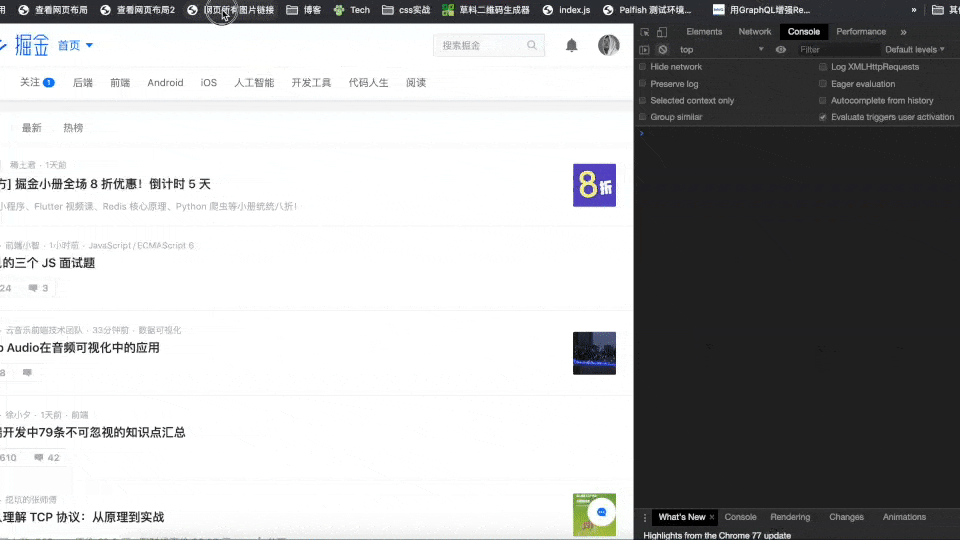 用 查看网页布局 查看网页布局2 网页所有图片链接 博客 Tech css实战 草料二维码生成器 index.js Palfish 测试环境... 用GraphQL增强Re... » 其
掘金 首页
搜索掘金
关注 1 后端 前端 Android iOS 人工智能 开发工具 代码人生 阅读
最新 热榜
稀土君 · 1天前
方] 掘金小册全场 8 折优惠！倒计时 5 天
小程序、Flutter 视频课、Redis 核心原理、Python 爬虫等小册统统八折！
8折
· 前端小智 · 1小时前 · JavaScript / ECMAScript 6
的三个 JS 面试题
24 3
· 云音乐前端技术团队 · 33分钟前 · 数据可视化
Audio在音频可视化中的应用
8
· 徐小夕 · 1天前 · 前端
开发中79条不可忽视的知识点汇总
610 42
· 挖坑的张师傅
理解 TCP 协议：从原理到实战
Elements Network Console Performance »
top Filter Default levels
Hide network Log XMLHttpRequests
Preserve log Eager evaluation
Selected context only Autocomplete from history
Group similar Evaluate triggers user activation
What's New × Console Rendering Changes Animations
Highlights from the Chrome 77 update